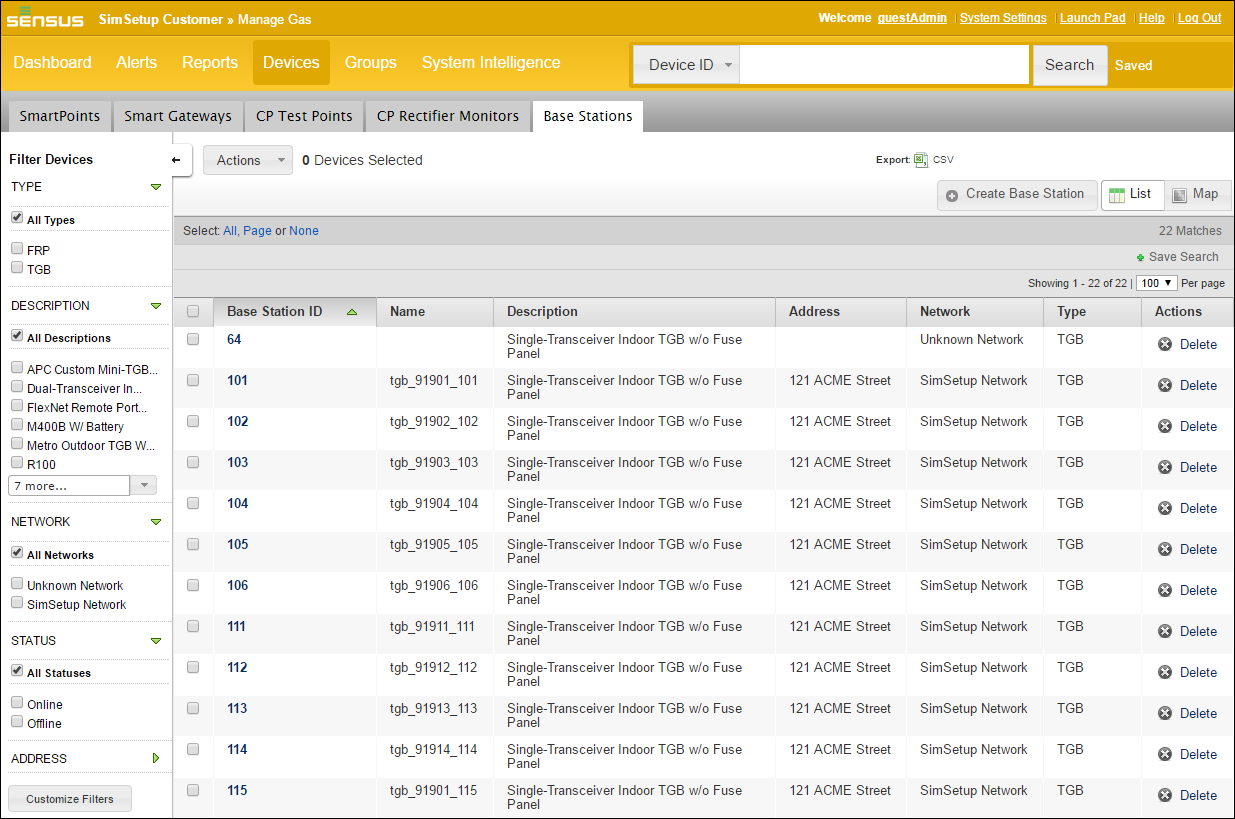 SENSUS SimSetup Customer » Manage Gas
Welcome guestAdmin | System Settings | Launch Pad | Help | Log Out
Dashboard Alerts Reports Devices Groups System Intelligence
Device ID Search Saved
SmartPoints Smart Gateways CP Test Points CP Rectifier Monitors Base Stations
Filter Devices
TYPE
All Types
FRP
TGB
DESCRIPTION
All Descriptions
APC Custom Mini-TGB...
Dual-Transceiver In...
FlexNet Remote Port...
M400B W/ Battery
Metro Outdoor TGB W...
R100
7 more...
NETWORK
All Networks
Unknown Network
SimSetup Network
STATUS
All Statuses
Online
Offline
ADDRESS
Customize Filters
Actions 0 Devices Selected
Export: CSV
Create Base Station List Map
Select: All, Page or None 22 Matches
Save Search
Showing 1 - 22 of 22 | 100 Per page
Base Station ID Name Description Address Network Type Actions
64 Single-Transceiver Indoor TGB w/o Fuse Unknown Network TGB Delete
Panel
101 tgb_91901_101 Single-Transceiver Indoor TGB w/o Fuse 121 ACME Street SimSetup Network TGB Delete
Panel
102 tgb_91902_102 Single-Transceiver Indoor TGB w/o Fuse 121 ACME Street SimSetup Network TGB Delete
Panel
103 tgb_91903_103 Single-Transceiver Indoor TGB w/o Fuse 121 ACME Street SimSetup Network TGB Delete
Panel
104 tgb_91904_104 Single-Transceiver Indoor TGB w/o Fuse 121 ACME Street SimSetup Network TGB Delete
Panel
105 tgb_91905_105 Single-Transceiver Indoor TGB w/o Fuse 121 ACME Street SimSetup Network TGB Delete
Panel
106 tgb_91906_106 Single-Transceiver Indoor TGB w/o Fuse 121 ACME Street SimSetup Network TGB Delete
Panel
111 tgb_91911_111 Single-Transceiver Indoor TGB w/o Fuse 121 ACME Street SimSetup Network TGB Delete
Panel
112 tgb_91912_112 Single-Transceiver Indoor TGB w/o Fuse 121 ACME Street SimSetup Network TGB Delete
Panel
113 tgb_91913_113 Single-Transceiver Indoor TGB w/o Fuse 121 ACME Street SimSetup Network TGB Delete
Panel
114 tgb_91914_114 Single-Transceiver Indoor TGB w/o Fuse 121 ACME Street SimSetup Network TGB Delete
Panel
115 tgb_91901_115 Single-Transceiver Indoor TGB w/o Fuse 121 ACME Street SimSetup Network TGB Delete
Panel